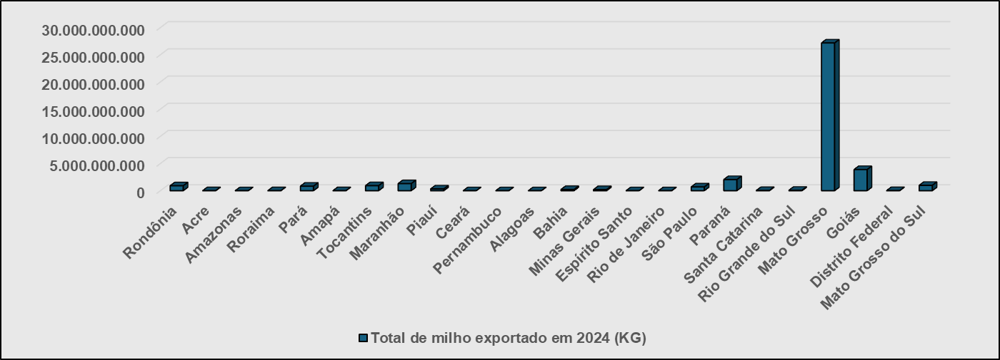 30.000.000.000
25.000.000.000
20.000.000.000
15.000.000.000
10.000.000.000
5.000.000.000
0
Rondônia
Acre
Amazonas
Roraima
Pará
Amapá
Tocantins
Maranhão
Piauí
Ceará
Pernambuco
Alagoas
Bahia
Minas Gerais
Espírito Santo
Rio de Janeiro
São Paulo
Paraná
Santa Catarina
Rio Grande do Sul
Mato Grosso
Goiás
Distrito Federal
Mato Grosso do Sul
Total de milho exportado em 2024 (KG)